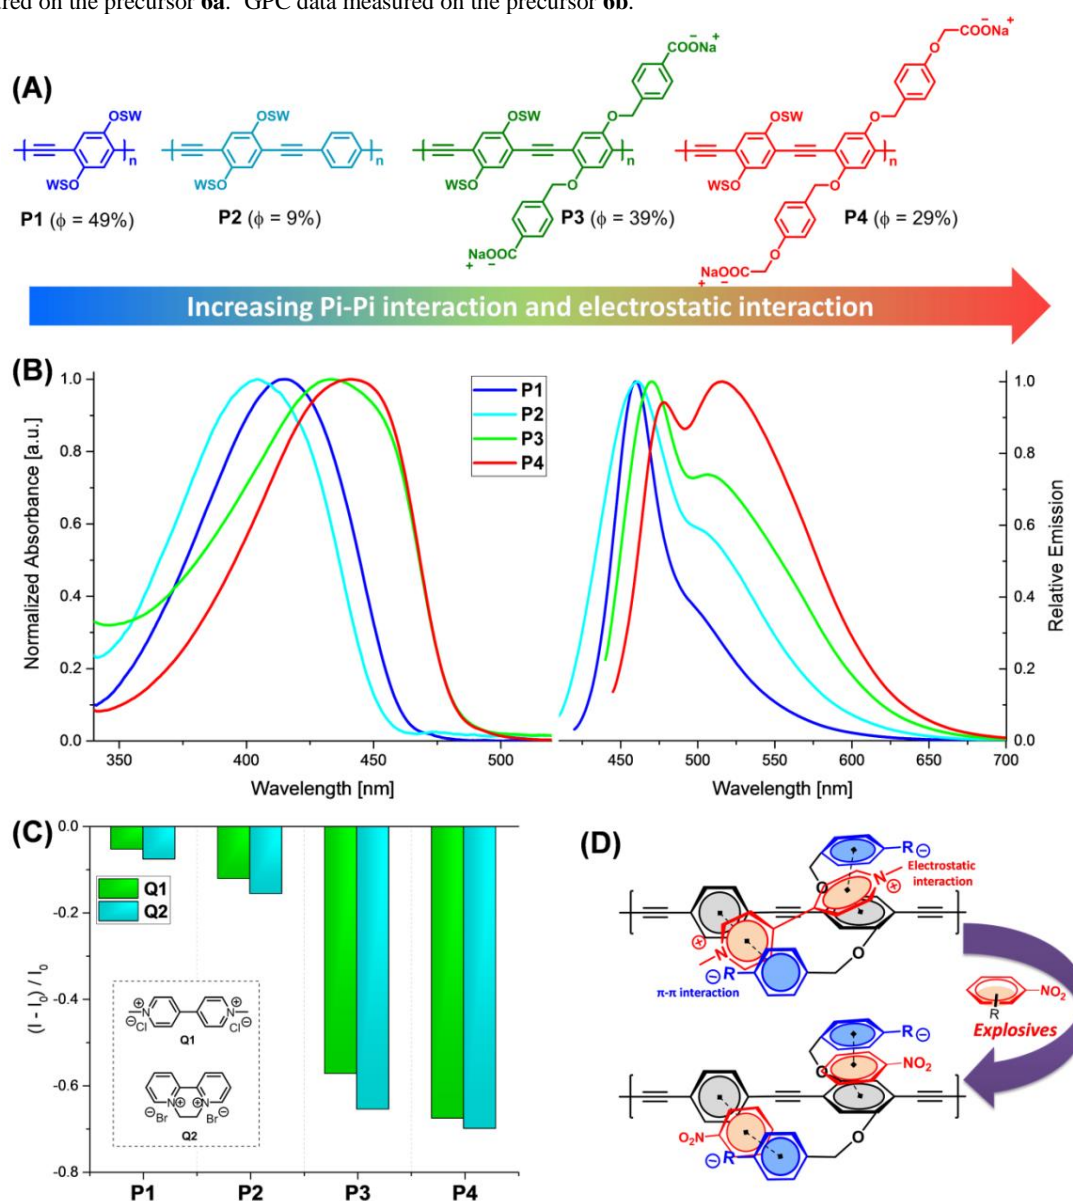 red on the precursor 6a. GPC data measured on the precursor 6b.
(A)
OSW
WSO
n
P1 (ϕ = 49%)
OSW
WSO
n
P2 (ϕ = 9%)
COONa
− +
O
OSW
WSO
O
n
NaOOC
+ −
P3 (ϕ = 39%)
COONa
− +
O
O
OSW
WSO
O
n
O
NaOOC
+ −
P4 (ϕ = 29%)
Increasing Pi-Pi interaction and electrostatic interaction
(B)
Normalized Absorbance [a.u.]
1.0
0.8
0.6
0.4
0.2
0.0
350 400 450 500
Wavelength [nm]
P1
P2
P3
P4
450 500 550 600 650 700
Wavelength [nm]
1.0
0.8
0.6
0.4
0.2
0.0
Relative Emission
(C)
(I - I0) / I0
0.0
-0.2
-0.4
-0.6
-0.8
Q1
Q2
N+ N+
⊖Cl Cl⊖
Q1
N+ N+
⊖Br Br⊖
Q2
P1 P2 P3 P4
(D)
R⊖
Electrostatic
interaction
O
N
⊕
⊕
N
⊖R
O
π-π interaction
NO2
R
Explosives
R⊖
O
NO2
O2N
⊖R
O